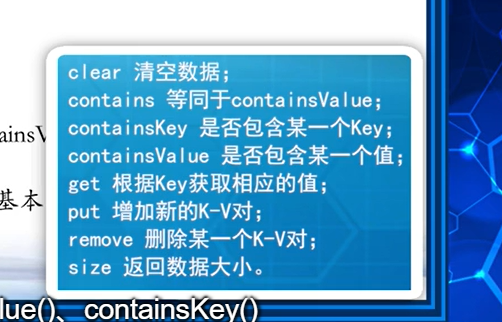 clear 清空数据；
contains 等同于containsValue；
containsKey 是否包含某一个Key；
containsValue 是否包含某一个值；
get 根据Key获取相应的值；
put 增加新的K-V对；
remove 删除某一个K-V对；
size 返回数据大小。
ainsV
基本
lue()、containsKey()